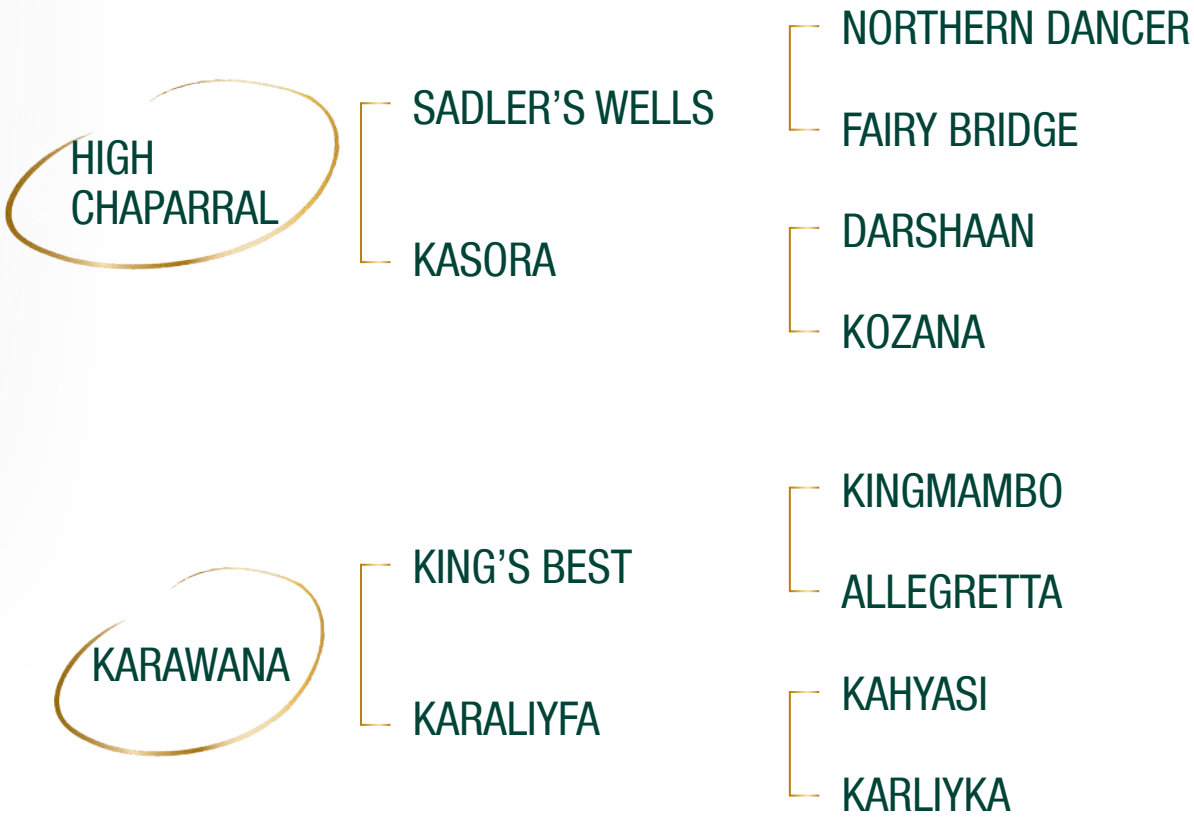 NORTHERN DANCER
SADLER’S WELLS
FAIRY BRIDGE
HIGH
CHAPARRAL
DARSHAAN
KASORA
KOZANA
KINGMAMBO
KING’S BEST
ALLEGRETTA
KARAWANA
KAHYASI
KARALIYFA
KARLIYKA